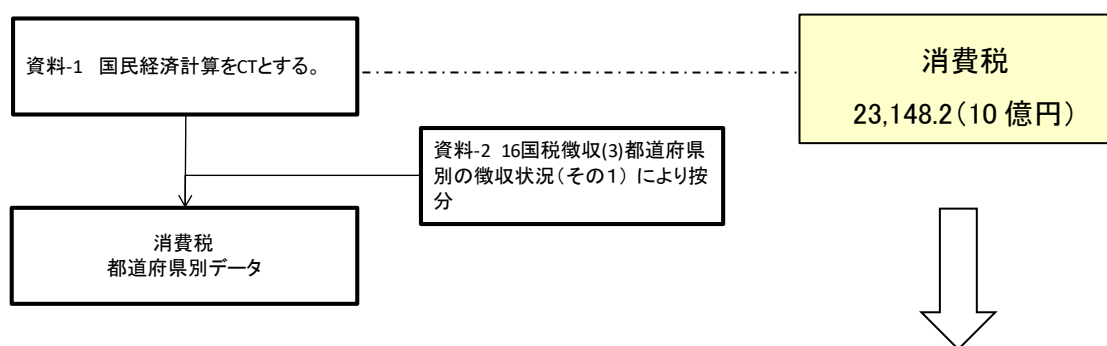 資料-1 国民経済計算をCTとする。
消費税
23,148.2(10 億円)
資料-2 16国税徴収(3)都道府県
別の徴収状況(その1) により按
分
消費税
都道府県別データ